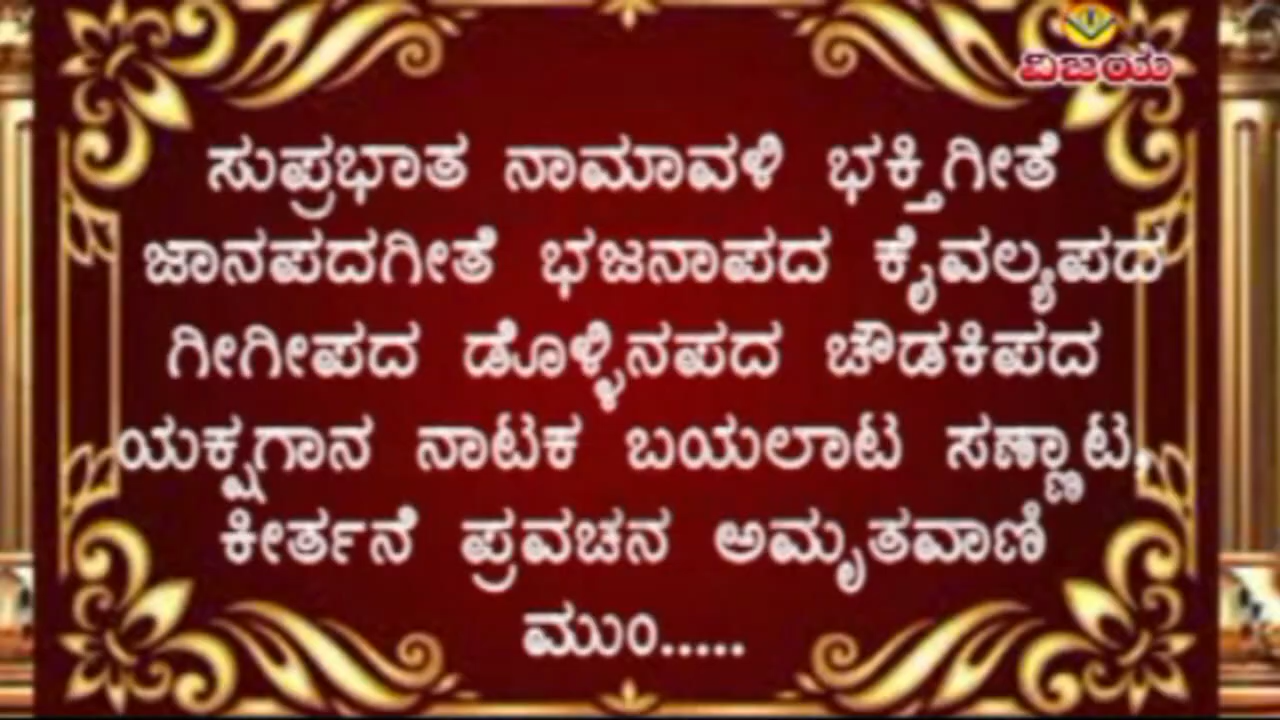 ವಿಜಯ
ಸುಪ್ರಭಾತ ನಾಮಾವಳಿ ಭಕ್ತಿಗೀತೆ
ಜಾನಪದಗೀತೆ ಭಜನಾಪದ ಕೈವಲ್ಯಪದ
ಗೀಗೀಪದ ಡೊಳ್ಳಿನಪದ ಚೌಡಕಿಪದ
ಯಕ್ಷಗಾನ ನಾಟಕ ಬಯಲಾಟ ಸಣ್ಣಾಟ,
ಕೀರ್ತನೆ ಪ್ರವಚನ ಅಮೃತವಾಣಿ
ಮುಂ.....